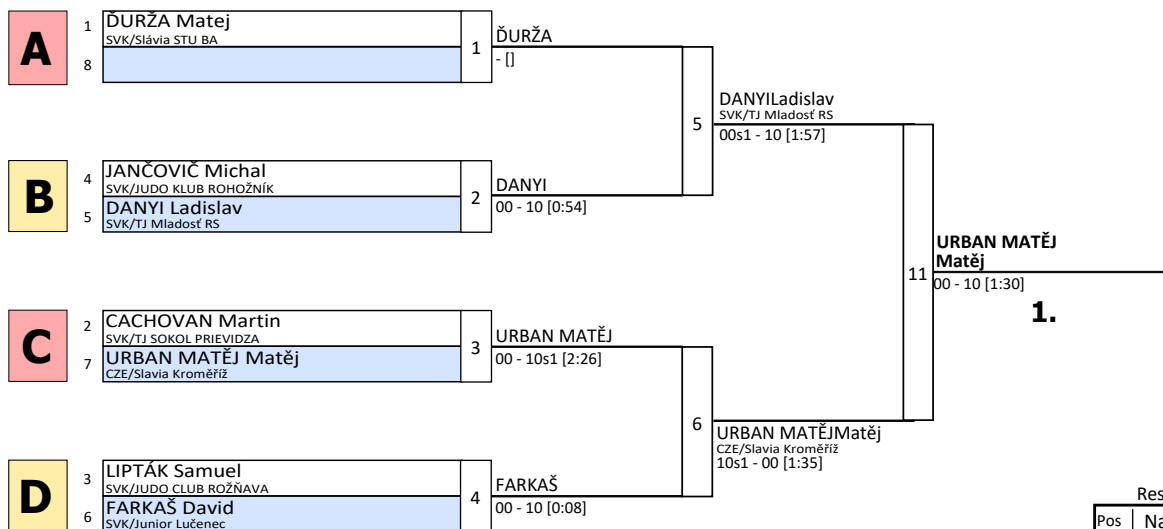 A
1 ĎURŽA Matej
SVK/Slávia STU BA
8
1
ĎURŽA
- []
5
DANYILadislav
SVK/TJ Mladosť RS
00s1 - 10 [1:57]
B
4 JANČOVIČ Michal
SVK/JUDO KLUB ROHOŽNÍK
5 DANYI Ladislav
SVK/TJ Mladosť RS
2
DANYI
00 - 10 [0:54]
11
URBAN MATĚJ
Matěj
00 - 10 [1:30]
1.
C
2 CACHOVAN Martin
SVK/TJ SOKOL PRIEVIDZA
7 URBAN MATĚJ Matěj
CZE/Slavia Kroměříž
3
URBAN MATĚJ
00 - 10s1 [2:26]
6
URBAN MATĚJMatěj
CZE/Slavia Kroměříž
10s1 - 00 [1:35]
D
3 LIPTÁK Samuel
SVK/JUDO CLUB ROŽŇAVA
6 FARKAŠ David
SVK/Junior Lučenec
4
FARKAŠ
00 - 10 [0:08]
Res
Pos Na